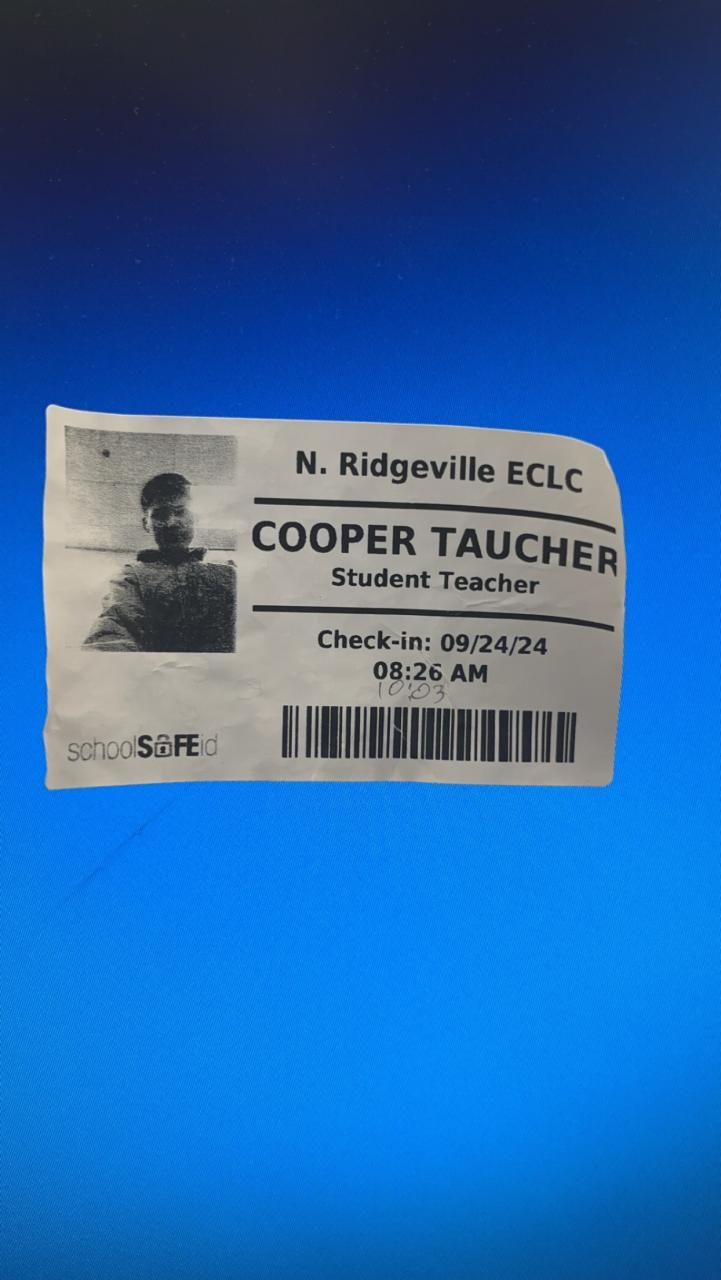 N. Ridgeville ECLC
COOPER TAUCHER
Student Teacher
Check-in: 09/24/24
08:26 AM
10:03
schoolSAFEid